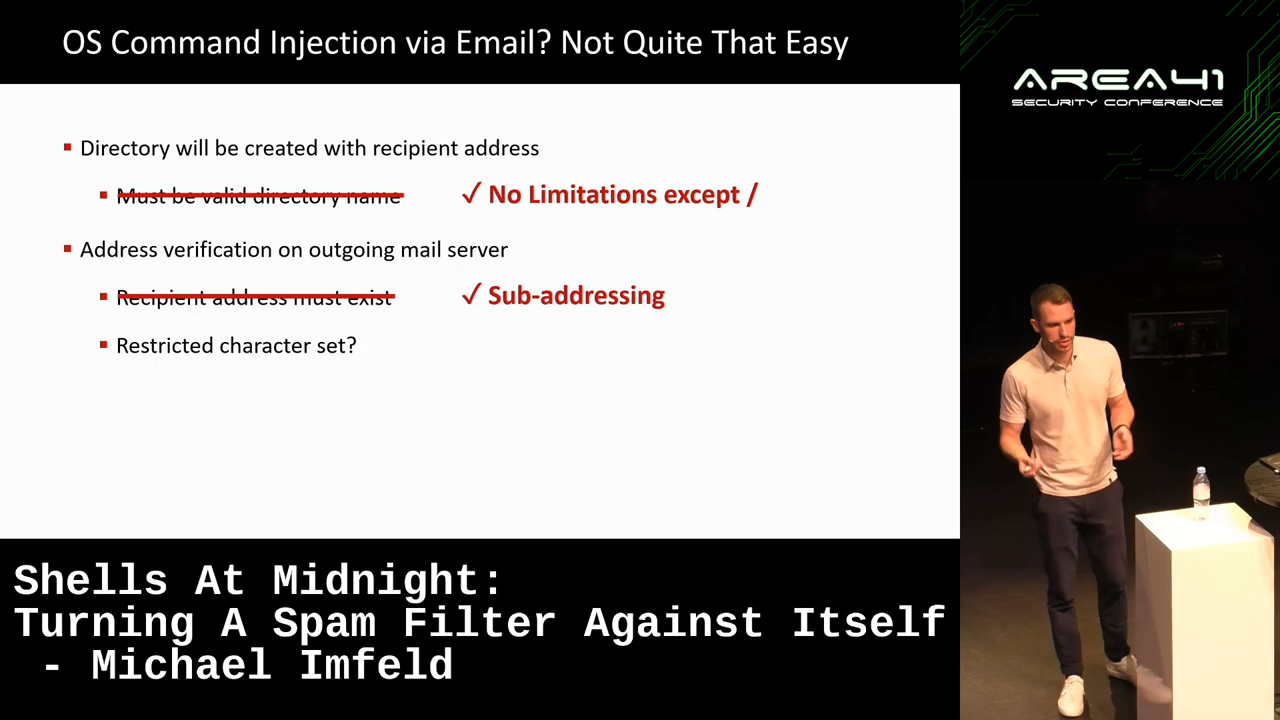 OS Command Injection via Email? Not Quite That Easy
AREA41
SECURITY CONFERENCE
Directory will be created with recipient address
Must be valid directory name ✓ No Limitations except /
Address verification on outgoing mail server
Recipient address must exist ✓ Sub-addressing
Restricted character set?
Shells At Midnight:
Turning A Spam Filter Against Itself
- Michael Imfeld